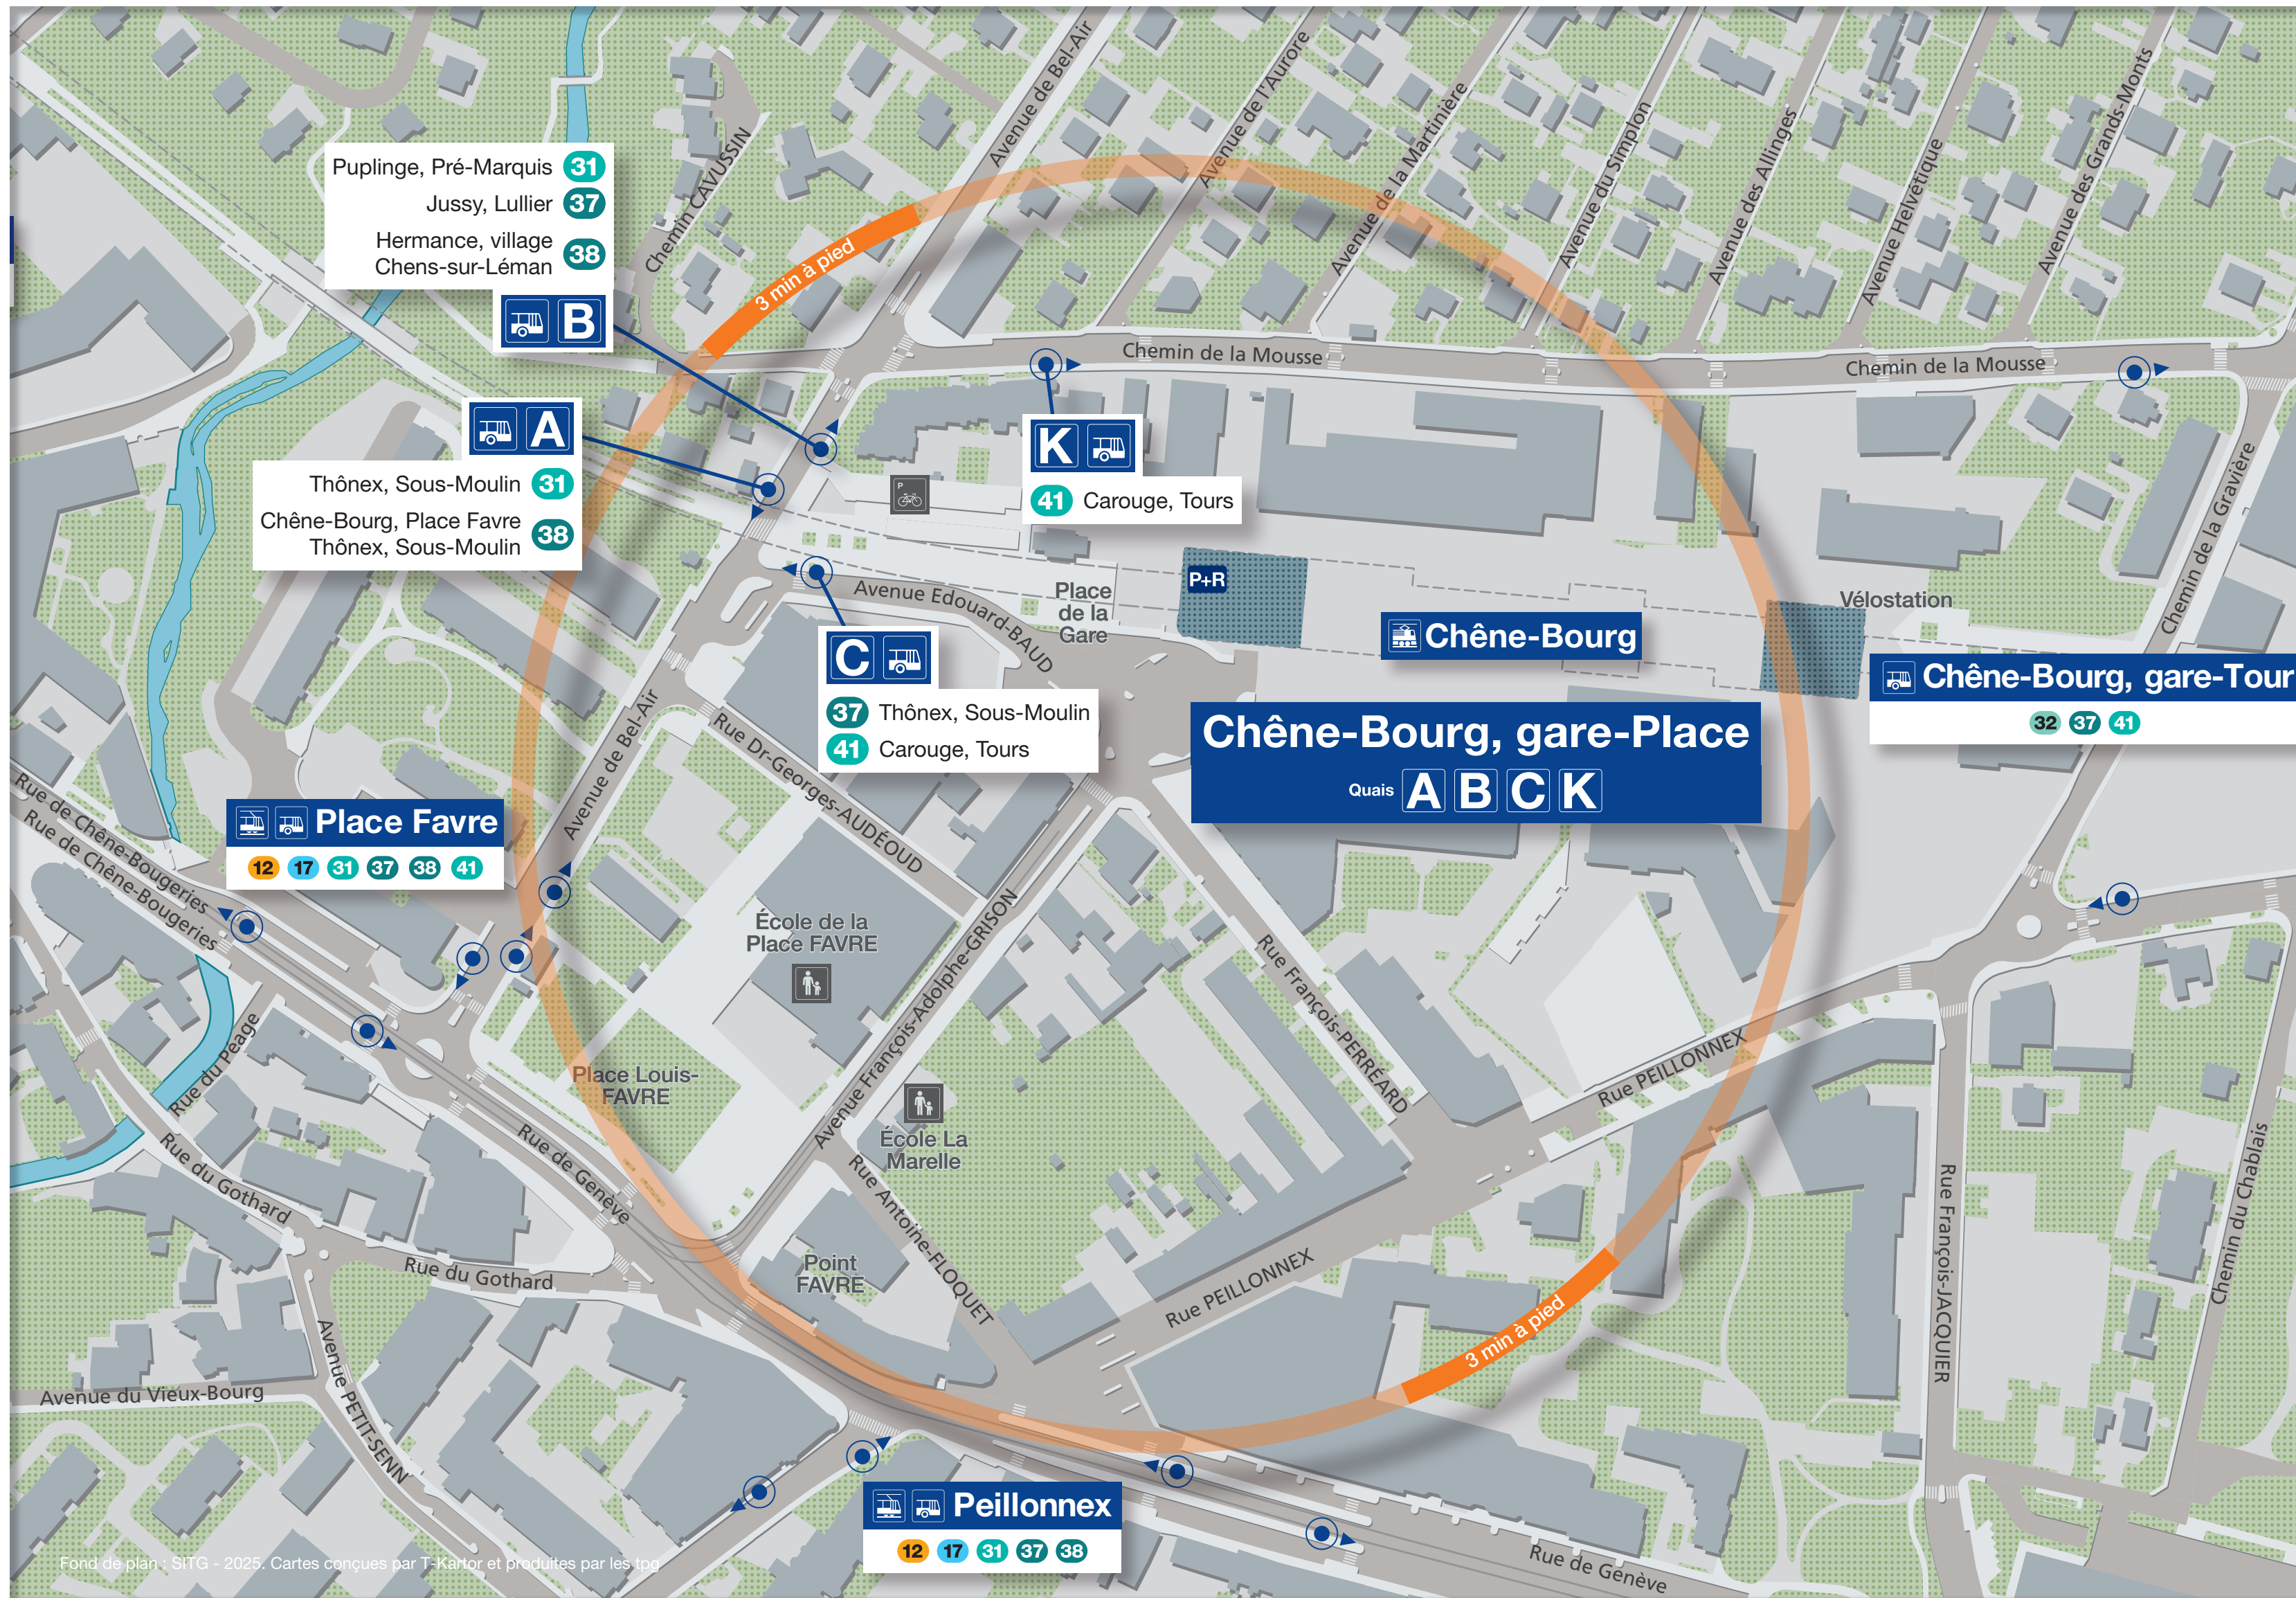 Avenue de Bel-Air
Avenue de l'Aurore
Avenue de la Martinière
Avenue du Simplon
Avenue des Allinges
Avenue Helvétique
Avenue des Grands-Monts
Chemin CAVUSSIN
Puplinge, Pré-Marquis 31
Jussy, Lullier 37
Hermance, village
Chens-sur-Léman 38
B
3 min à pied
Chemin de la Mousse
Chemin de la Mousse
A
Thônex, Sous-Moulin 31
Chêne-Bourg, Place Favre
Thônex, Sous-Moulin 38
K
41 Carouge, Tours
P
Chemin de la Gravière
Avenue Edouard-BAUD
Place
de la
Gare
P+R
Vélostation
Chêne-Bourg
C
37 Thônex, Sous-Moulin
41 Carouge, Tours
Chêne-Bourg, gare-Tour
32 37 41
Chêne-Bourg, gare-Place
Quais A B C K
Avenue de Bel-Air
Rue Dr-Georges-AUDÉOUD
Place Favre
12 17 31 37 38 41
Rue de Chêne-Bougeries
Rue de Chêne-Bougeries
École de la
Place FAVRE
Avenue François-Adolphe-GRISON
Rue François-PERRÉARD
Rue PEILLONNEX
Rue du Peage
Place Louis-
FAVRE
École La
Marelle
Rue du Gothard
Rue de Genève
Rue Antoine-FLOQUET
Rue François-JACQUIER
Chemin du Chablais
Rue du Gothard
Point
FAVRE
Rue PEILLONNEX
3 min à pied
Avenue du Vieux-Bourg
Avenue PETIT-SENN
Peillonnex
12 17 31 37 38
Rue de Genève
Fond de plan : SITG - 2025. Cartes conçues par T-Kartor et produites par les tpg